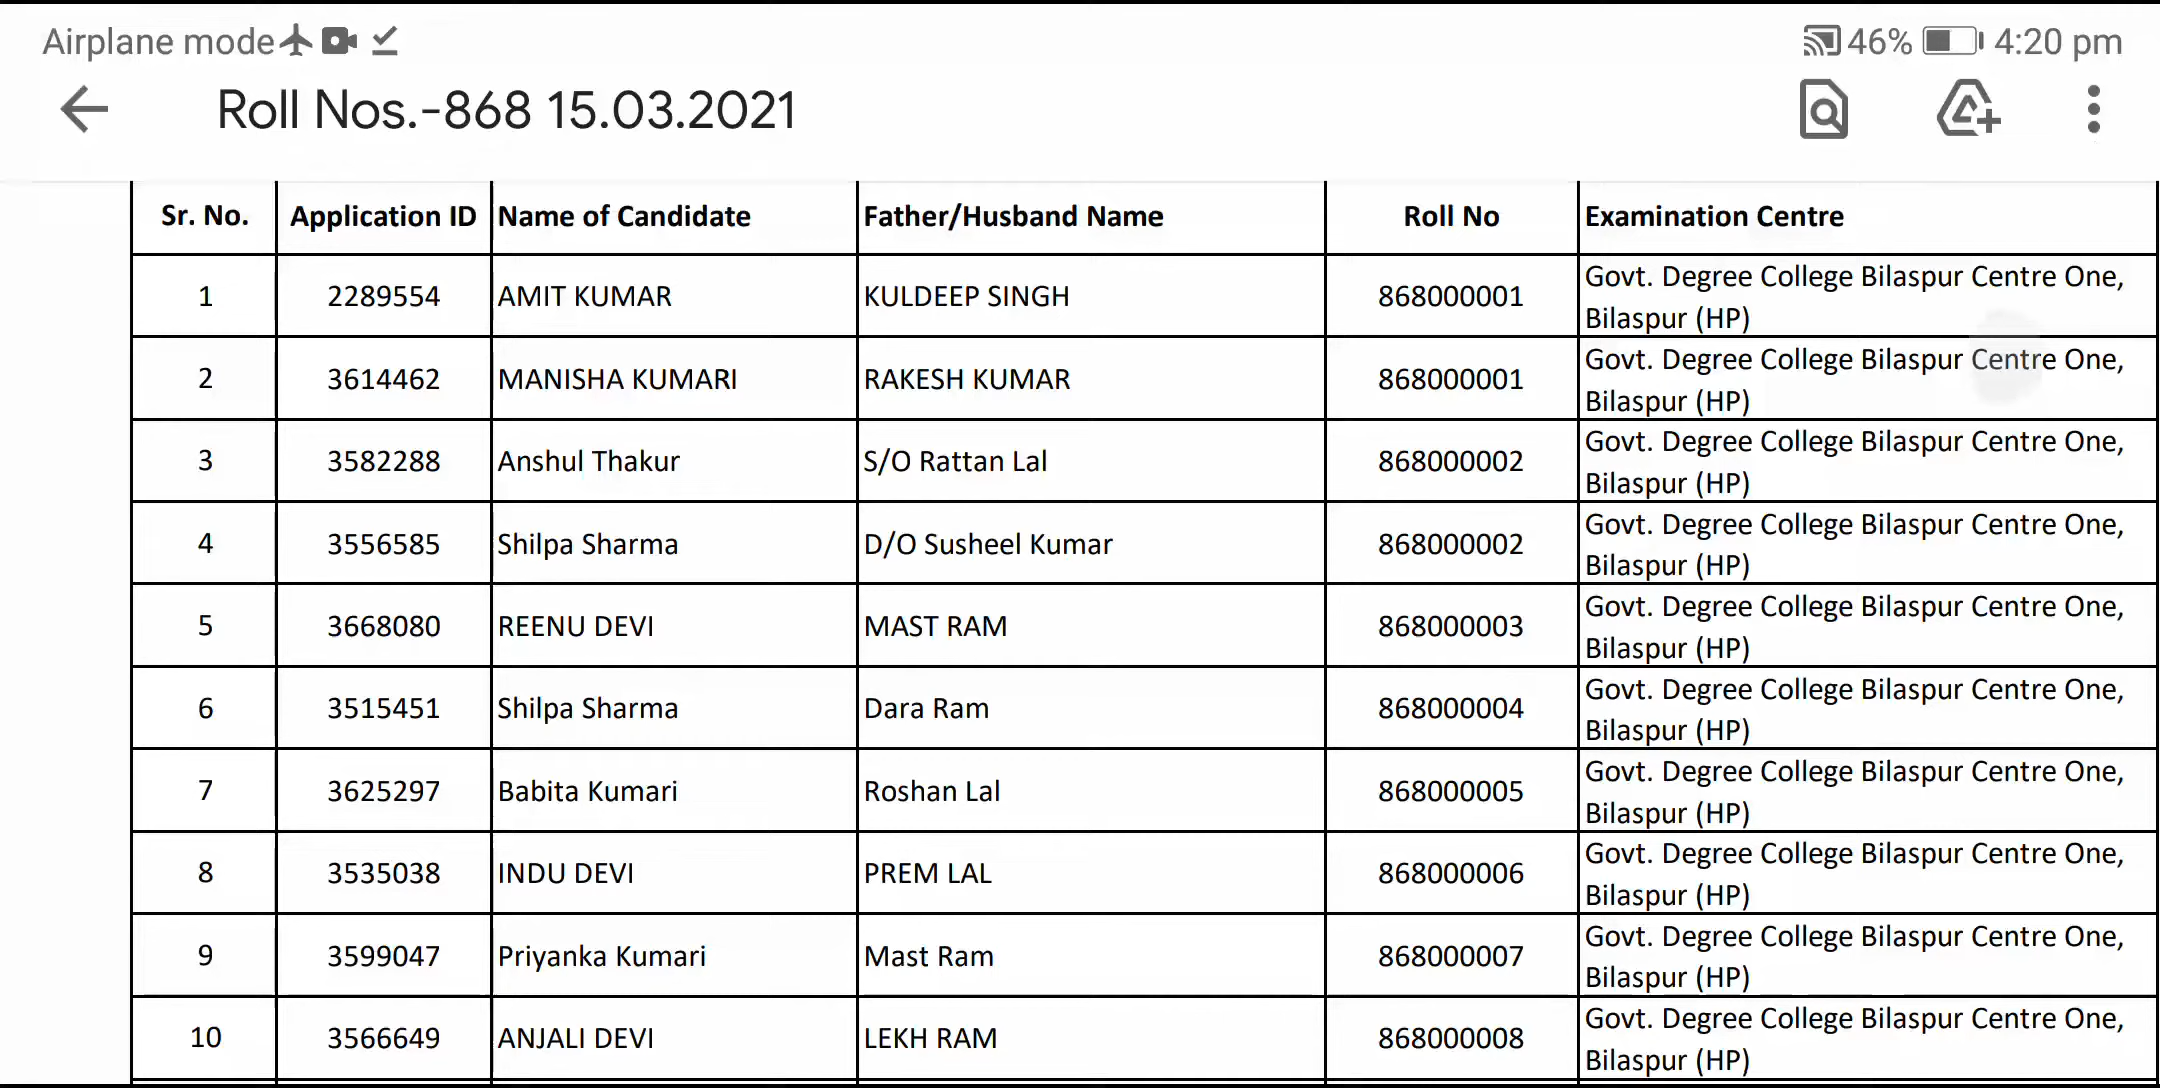 Airplane mode 46% 4:20 pm
Roll Nos.-868 15.03.2021
Sr. No. Application ID Name of Candidate Father/Husband Name Roll No Examination Centre
1 2289554 AMIT KUMAR KULDEEP SINGH 868000001 Govt. Degree College Bilaspur Centre One,
Bilaspur (HP)
2 3614462 MANISHA KUMARI RAKESH KUMAR 868000001 Govt. Degree College Bilaspur Centre One,
Bilaspur (HP)
3 3582288 Anshul Thakur S/O Rattan Lal 868000002 Govt. Degree College Bilaspur Centre One,
Bilaspur (HP)
4 3556585 Shilpa Sharma D/O Susheel Kumar 868000002 Govt. Degree College Bilaspur Centre One,
Bilaspur (HP)
5 3668080 REENU DEVI MAST RAM 868000003 Govt. Degree College Bilaspur Centre One,
Bilaspur (HP)
6 3515451 Shilpa Sharma Dara Ram 868000004 Govt. Degree College Bilaspur Centre One,
Bilaspur (HP)
7 3625297 Babita Kumari Roshan Lal 868000005 Govt. Degree College Bilaspur Centre One,
Bilaspur (HP)
8 3535038 INDU DEVI PREM LAL 868000006 Govt. Degree College Bilaspur Centre One,
Bilaspur (HP)
9 3599047 Priyanka Kumari Mast Ram 868000007 Govt. Degree College Bilaspur Centre One,
Bilaspur (HP)
10 3566649 ANJALI DEVI LEKH RAM 868000008 Govt. Degree College Bilaspur Centre One,
Bilaspur (HP)